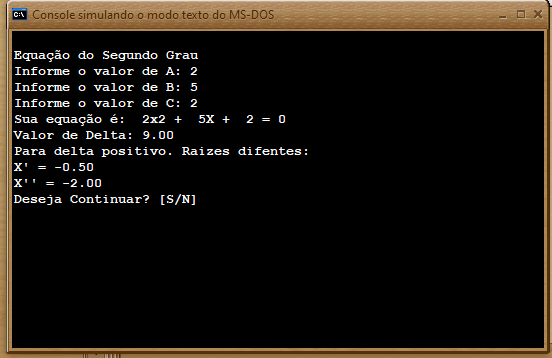 Console simulando o modo texto do MS-DOS
Equação do Segundo Grau
Informe o valor de A: 2
Informe o valor de B: 5
Informe o valor de C: 2
Sua equação é:  2x2 +  5X +  2 = 0
Valor de Delta: 9.00
Para delta positivo. Raizes difentes:
X' = -0.50
X'' = -2.00
Deseja Continuar? [S/N]